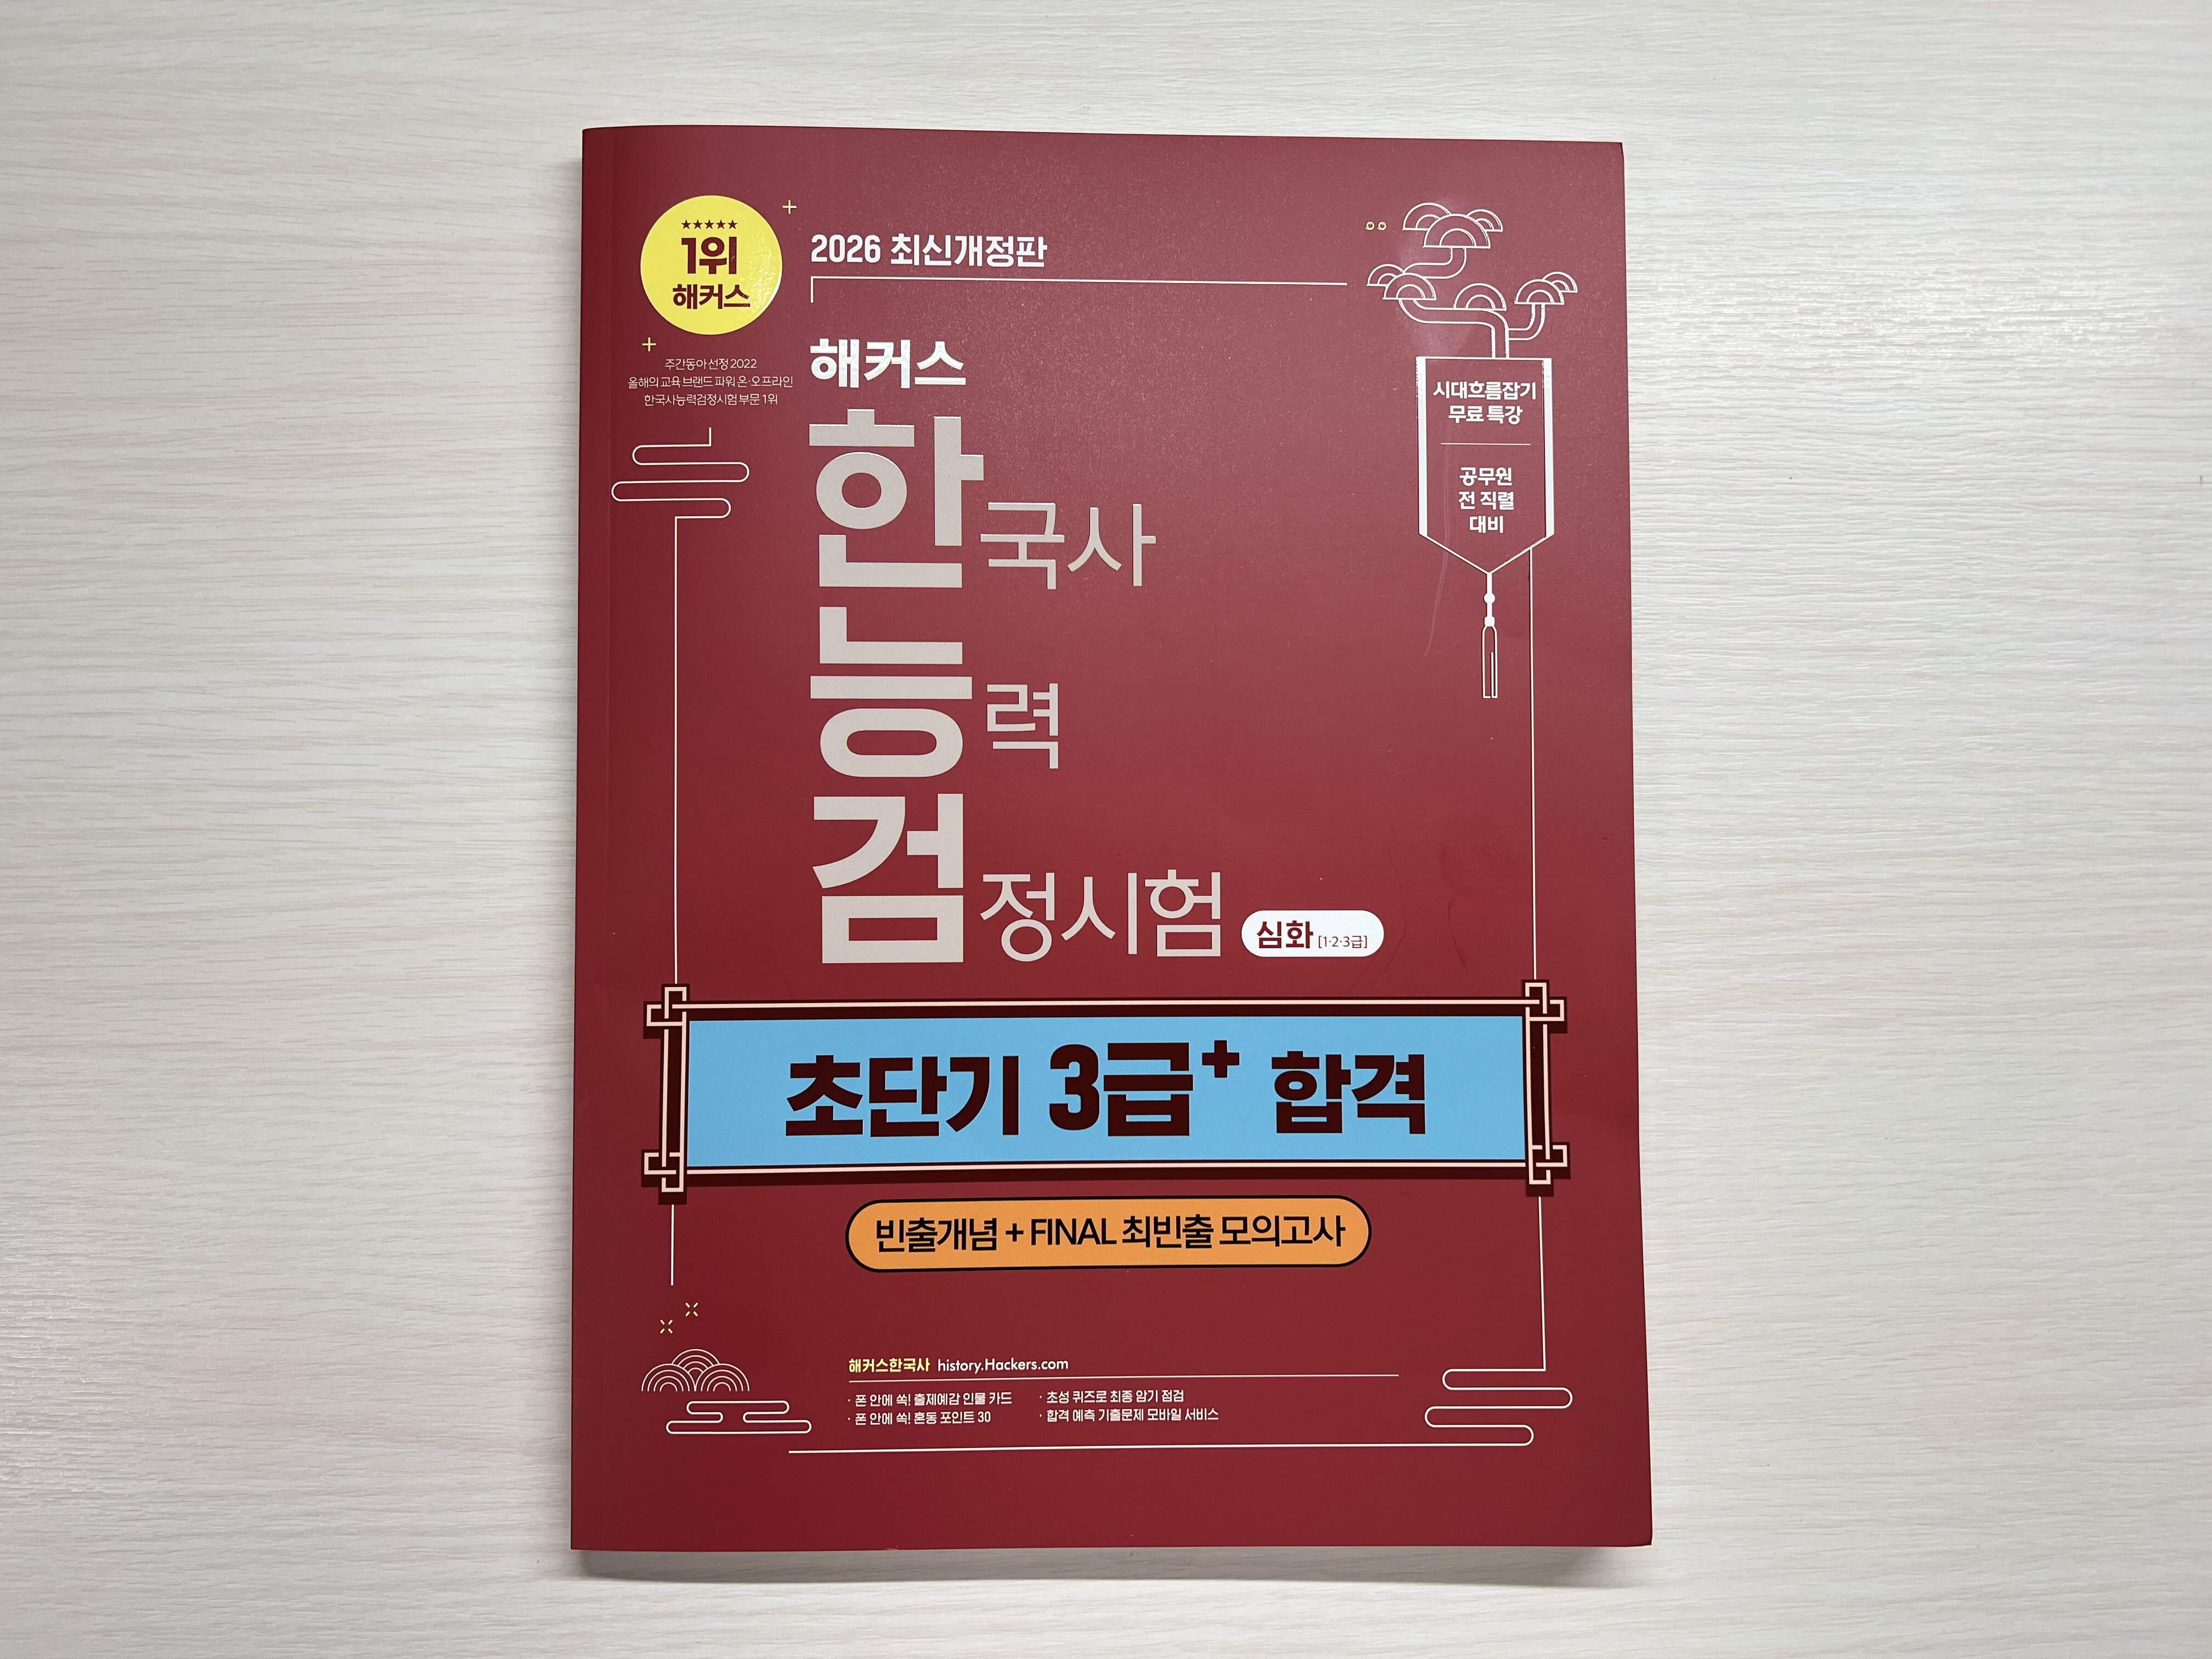 ★★★★★
1위
해커스
주간동아 선정 2022
올해의 교육 브랜드 파워 온·오프라인
한국사능력검정시험 부문 1위
2026 최신개정판
해커스
한국사
능력
검정시험 심화 [1·2·3급]
시대흐름잡기
무료 특강
공무원
전 직렬
대비
초단기 3급+ 합격
빈출개념 + FINAL 최빈출 모의고사
해커스한국사 history.Hackers.com
· 폰 안에 쏙! 출제예감 인물 카드
· 폰 안에 쏙! 혼동 포인트 30
· 초성 퀴즈로 최종 암기 점검
· 합격 예측 기출문제 모바일 서비스